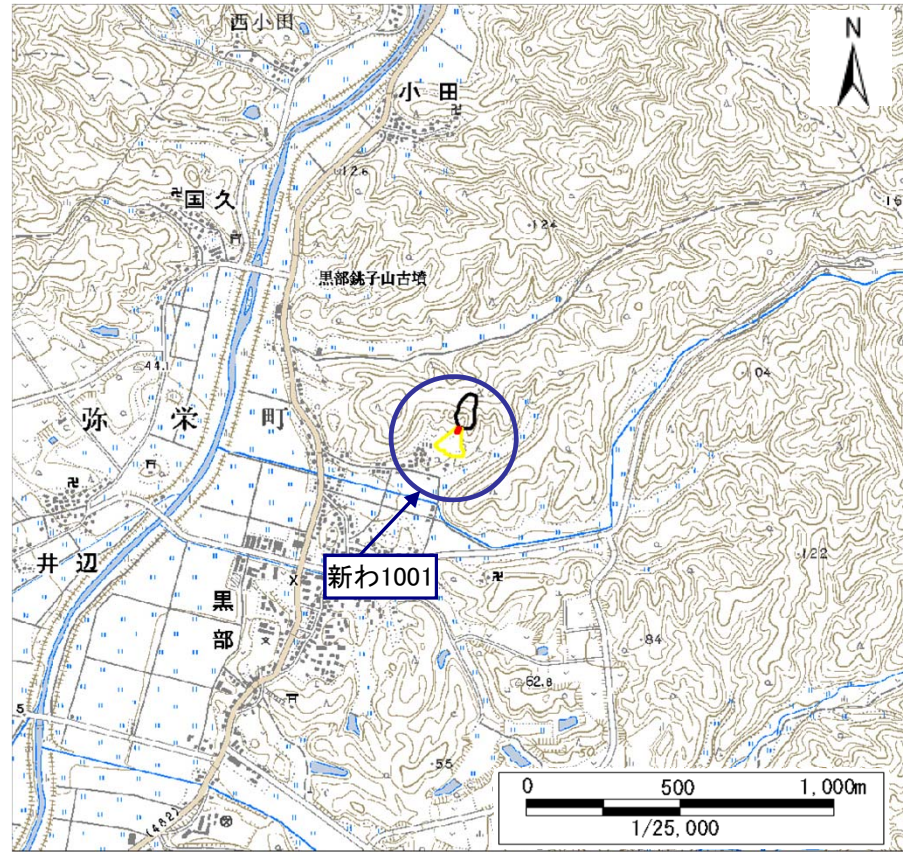 西小田
N
小田
・12.6
国久
・124
黒部銚子山古墳
44.1
104
弥栄町
新わ1001
井辺
・122
黒部
・84
62.8
5
・55
(482)
0 500 1,000m
1/25,000